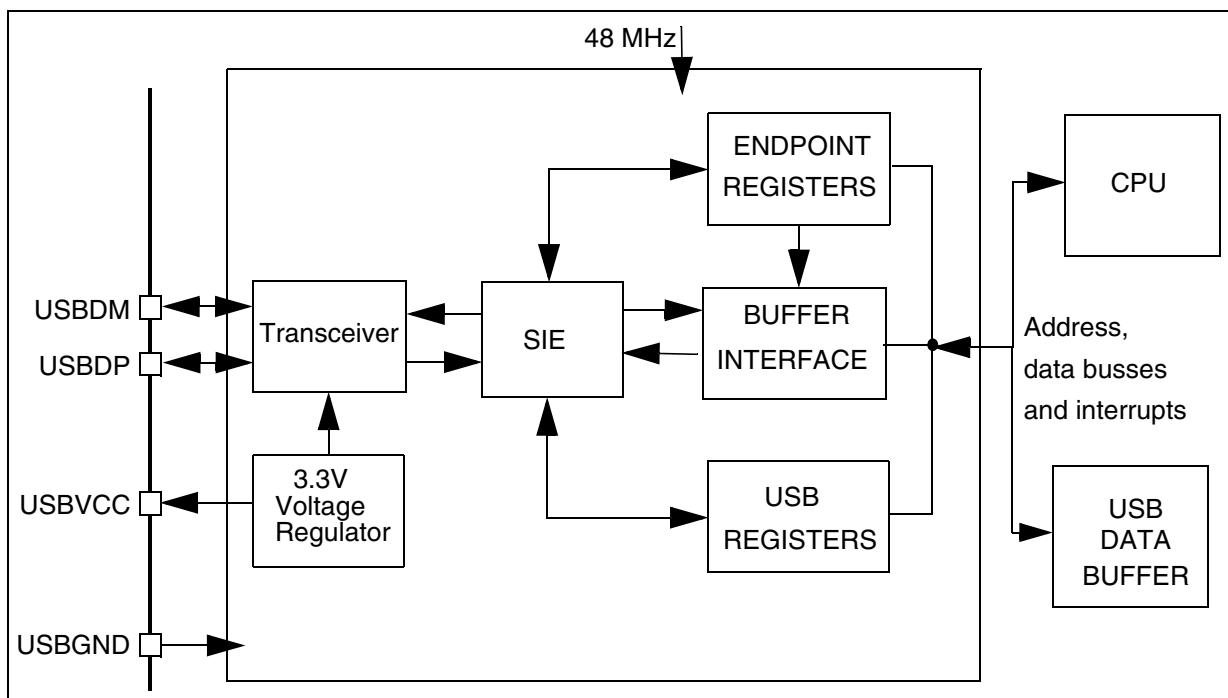 48 MHz
ENDPOINT
REGISTERS
CPU
USBDM
USBDP
Transceiver
SIE
BUFFER
INTERFACE
Address,
data busses
and interrupts
USBVCC
3.3V
Voltage
Regulator
USB
REGISTERS
USB
DATA
BUFFER
USBGND